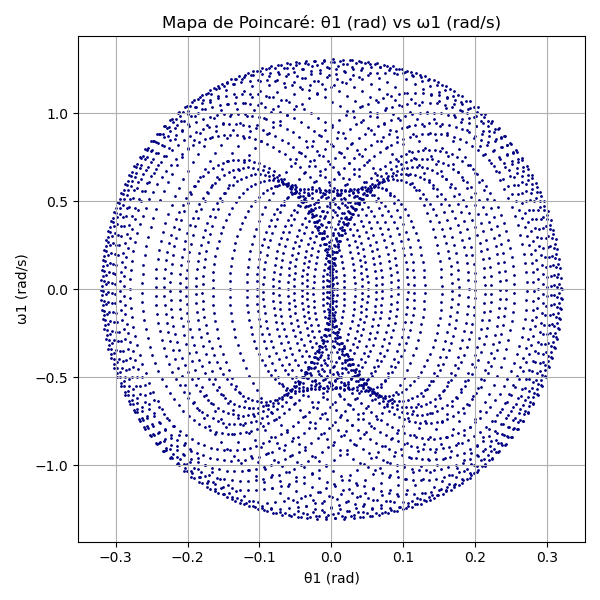 Mapa de Poincaré: θ1 (rad) vs ω1 (rad/s)
ω1 (rad/s)
1.0
0.5
0.0
−0.5
−1.0
−0.3 −0.2 −0.1 0.0 0.1 0.2 0.3
θ1 (rad)